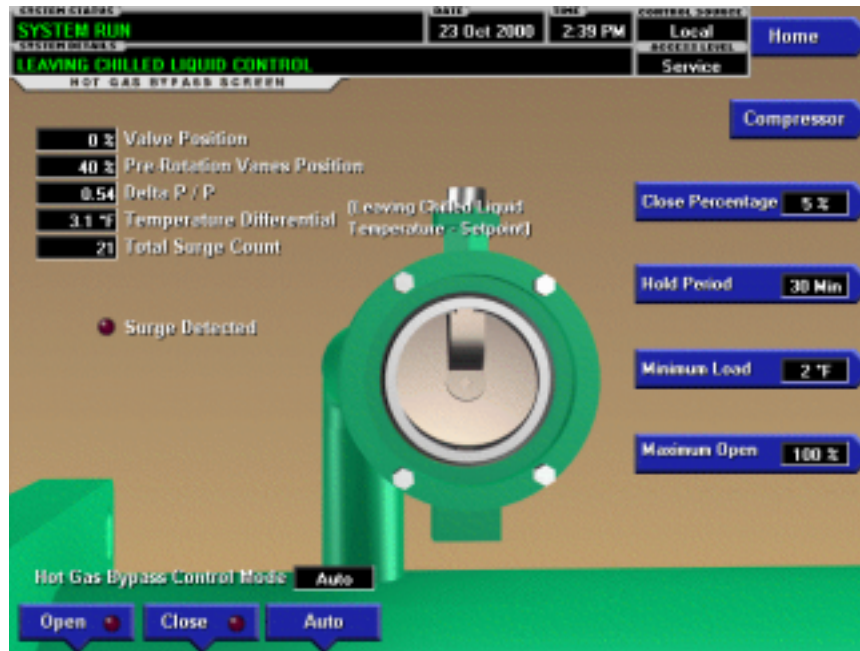 SYSTEM STATUS
SYSTEM RUN
DATE
23 Oct 2000
TIME
2:39 PM
CONTROL SOURCE
Local
Home
SYSTEM DETAILS
LEAVING CHILLED LIQUID CONTROL
ACCESS LEVEL
Service
HOT GAS BYPASS SCREEN
Compressor
0 % Valve Position
40 % Pre-Rotation Vanes Position
0.54 Delta P / P
3.1 °F Temperature Differential (Leaving Chilled Liquid
Temperature - Setpoint)
21 Total Surge Count
Close Percentage 5 %
Hold Period 30 Min
Surge Detected
Minimum Load 2 °F
Maximum Open 100 %
Hot Gas Bypass Control Mode Auto
Open Close Auto